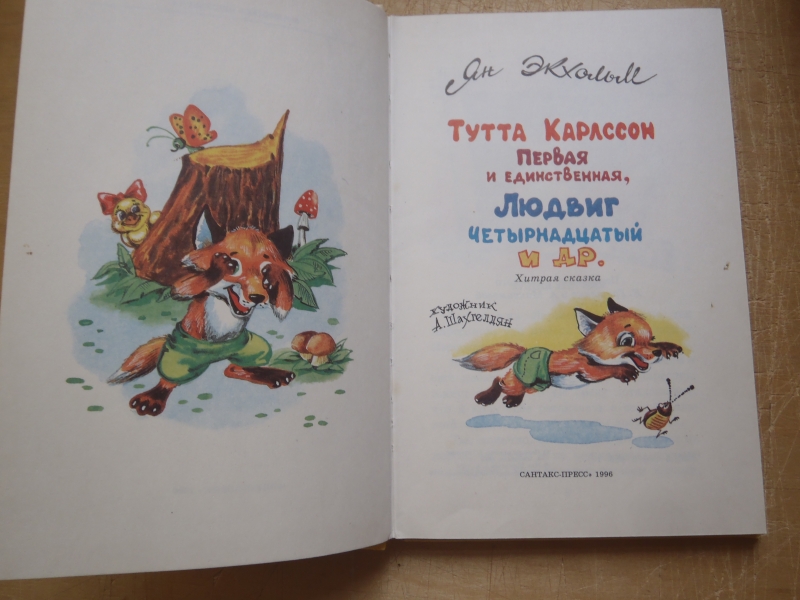 Ян Экхольм
Тутта Карлссон
Первая
и единственная,
Людвиг
Четырнадцатый
и др.
Хитрая сказка
художник
А. Шахгелдян
САНТАКС-ПРЕСС• 1996